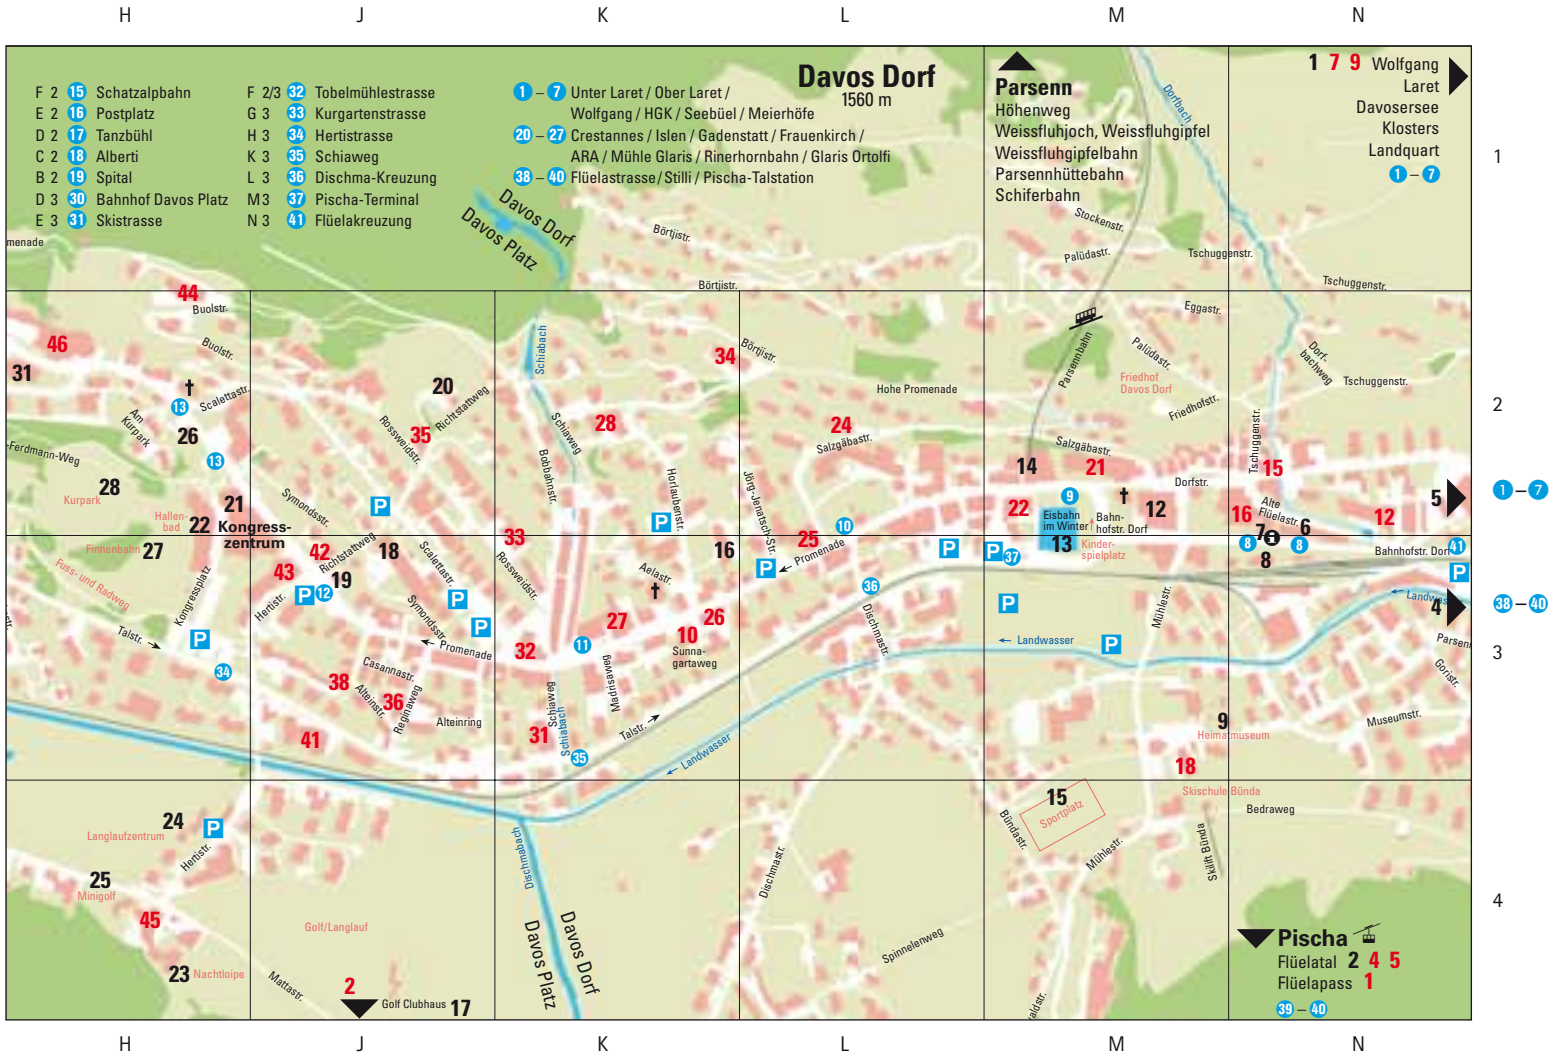 H J K L M N
F 2 15 Schatzalpbahn
E 2 16 Postplatz
D 2 17 Tanzbühl
C 2 18 Alberti
B 2 19 Spital
D 3 30 Bahnhof Davos Platz
E 3 31 Skistrasse
F 2/3 32 Tobelmühlestrasse
G 3 33 Kurgartenstrasse
H 3 34 Hertistrasse
K 3 35 Schiaweg
L 3 36 Dischma-Kreuzung
M 3 37 Pischa-Terminal
N 3 41 Flüelakreuzung
1 – 7 Unter Laret / Ober Laret /
Wolfgang / HGK / Seebüel / Meierhöfe
20 – 27 Crestannes / Islen / Gadenstatt / Frauenkirch /
ARA / Mühle Glaris / Rinerhornbahn / Glaris Ortolfi
38 – 40 Flüelastrasse / Stilli / Pischa-Talstation
Davos Dorf
1560 m
Parsenn
Höhenweg
Weissfluhjoch, Weissfluhgipfel
Weissfluhgipfelbahn
Parsennhüttebahn
Schiferbahn
1 7 9 Wolfgang
Laret
Davosersee
Klosters
Landquart
1 – 7
1
Dorfbach
Davos Dorf
Davos Platz
menade
Börtjistr.
Stockenstr.
Palüdastr.
Tschuggenstr.
Tschuggenstr.
Börtjistr.
44
Buolstr.
46
Buolstr.
31
13
Scalettastr.
Am
Kurpark
26
13
-Ferdmann-Weg
28
Kurpark
Hallen-
bad
21
22
Kongress-
zentrum
20
Richtstattweg
35
Rossweidstr.
Symondsstr.
P
Schiabach
Schiaweg
28
34
Börtjistr.
Bobbahnstr.
Horlaubenstr.
P
33
Hohe Promenade
24
Salzgäbastr.
Jörg-Jenatsch-Str.
10
25
Eggastr.
Parsennbahn
Palüdastr.
Friedhof
Davos Dorf
Friedhofstr.
Salzgäbastr.
14
21
Dorfstr.
22
9
12
Eisbahn
im Winter
Bahn-
hofstr. Dorf
Dorf-
bachweg
Tschuggenstr.
Tschuggenstr.
15
Alte
Flüelastr.
16
7
6
12
5
1 – 7
2
Finnenbahn
27
Fuss- und Radweg
Kongressplatz
Talstr.
P
34
str.
42
Richtstattweg
18
43
19
P
12
Hertistr.
Scalettastr.
P
Symondsstr.
P
Promenade
Casannastr.
38
Alteinstr.
36
Reginaweg
Alteinring
41
Rossweidstr.
16
Aelastr.
27
26
10
Sunna-
gartaweg
32
11
Madrisaweg
Schiaweg
Schiabach
31
35
Talstr.
Landwasser
P
Promenade
P
36
Dischmastr.
P
37
13
Kinder-
spielplatz
P
Landwasser
P
Mühlestr.
9
Heimatmuseum
18
8
8
8
Bahnhofstr. Dorf
41
P
Landwas
4
38 – 40
Parsenn
Goristr.
Museumstr.
3
24
P
Langlaufzentrum
Hertistr.
25
Minigolf
45
23
Nachtloipe
Golf/Langlauf
Mattastr.
2
Golf Clubhaus
17
Dischmabach
Davos Platz
Davos Dorf
Dischmastr.
Spinnelenweg
15
Sportplatz
Bündastr.
Mühlestr.
Skischule Bünda
Skilift Bünda
Bedraweg
waldstr.
Pischa
Flüelatal 2 4 5
Flüelapass 1
39 – 40
4
H J K L M N